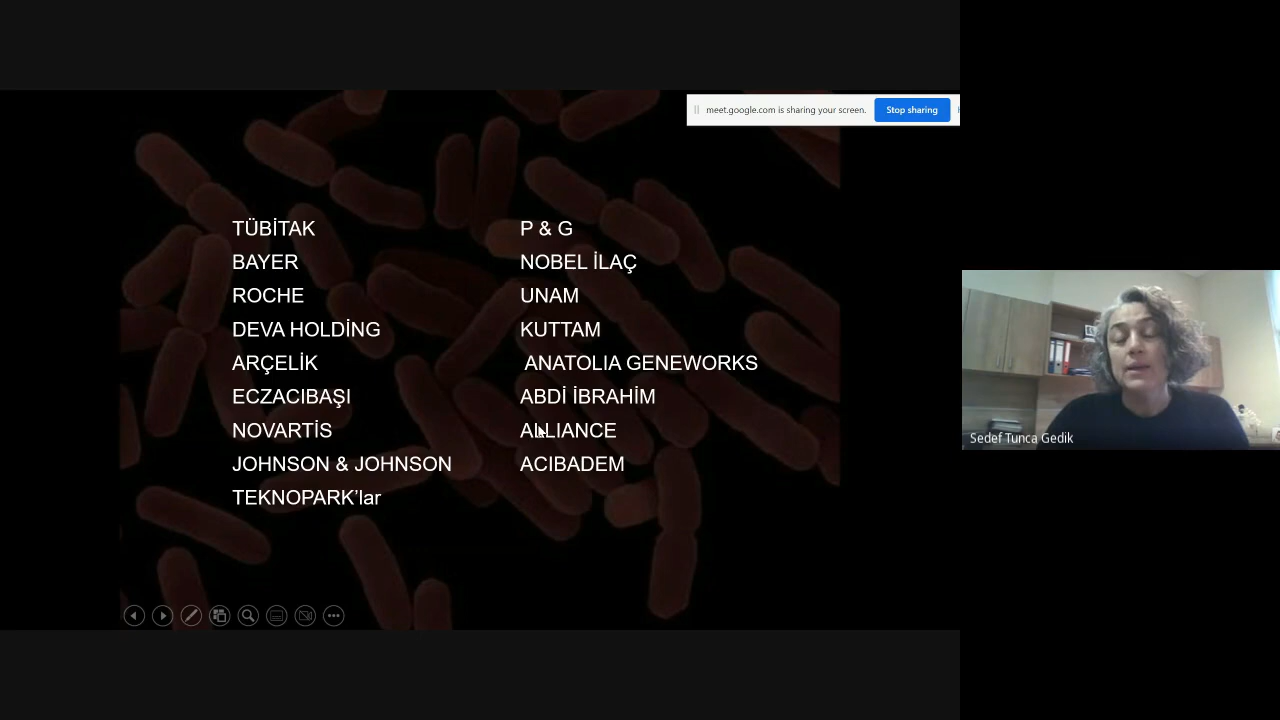 meet.google.com is sharing your screen.
Stop sharing
TÜBİTAK
BAYER
ROCHE
DEVA HOLDİNG
ARÇELİK
ECZACIBAŞI
NOVARTİS
JOHNSON & JOHNSON
TEKNOPARK’lar
P & G
NOBEL İLAÇ
UNAM
KUTTAM
ANATOLIA GENEWORKS
ABDİ İBRAHİM
ALLIANCE
ACIBADEM
Sedef Tunca Gedik